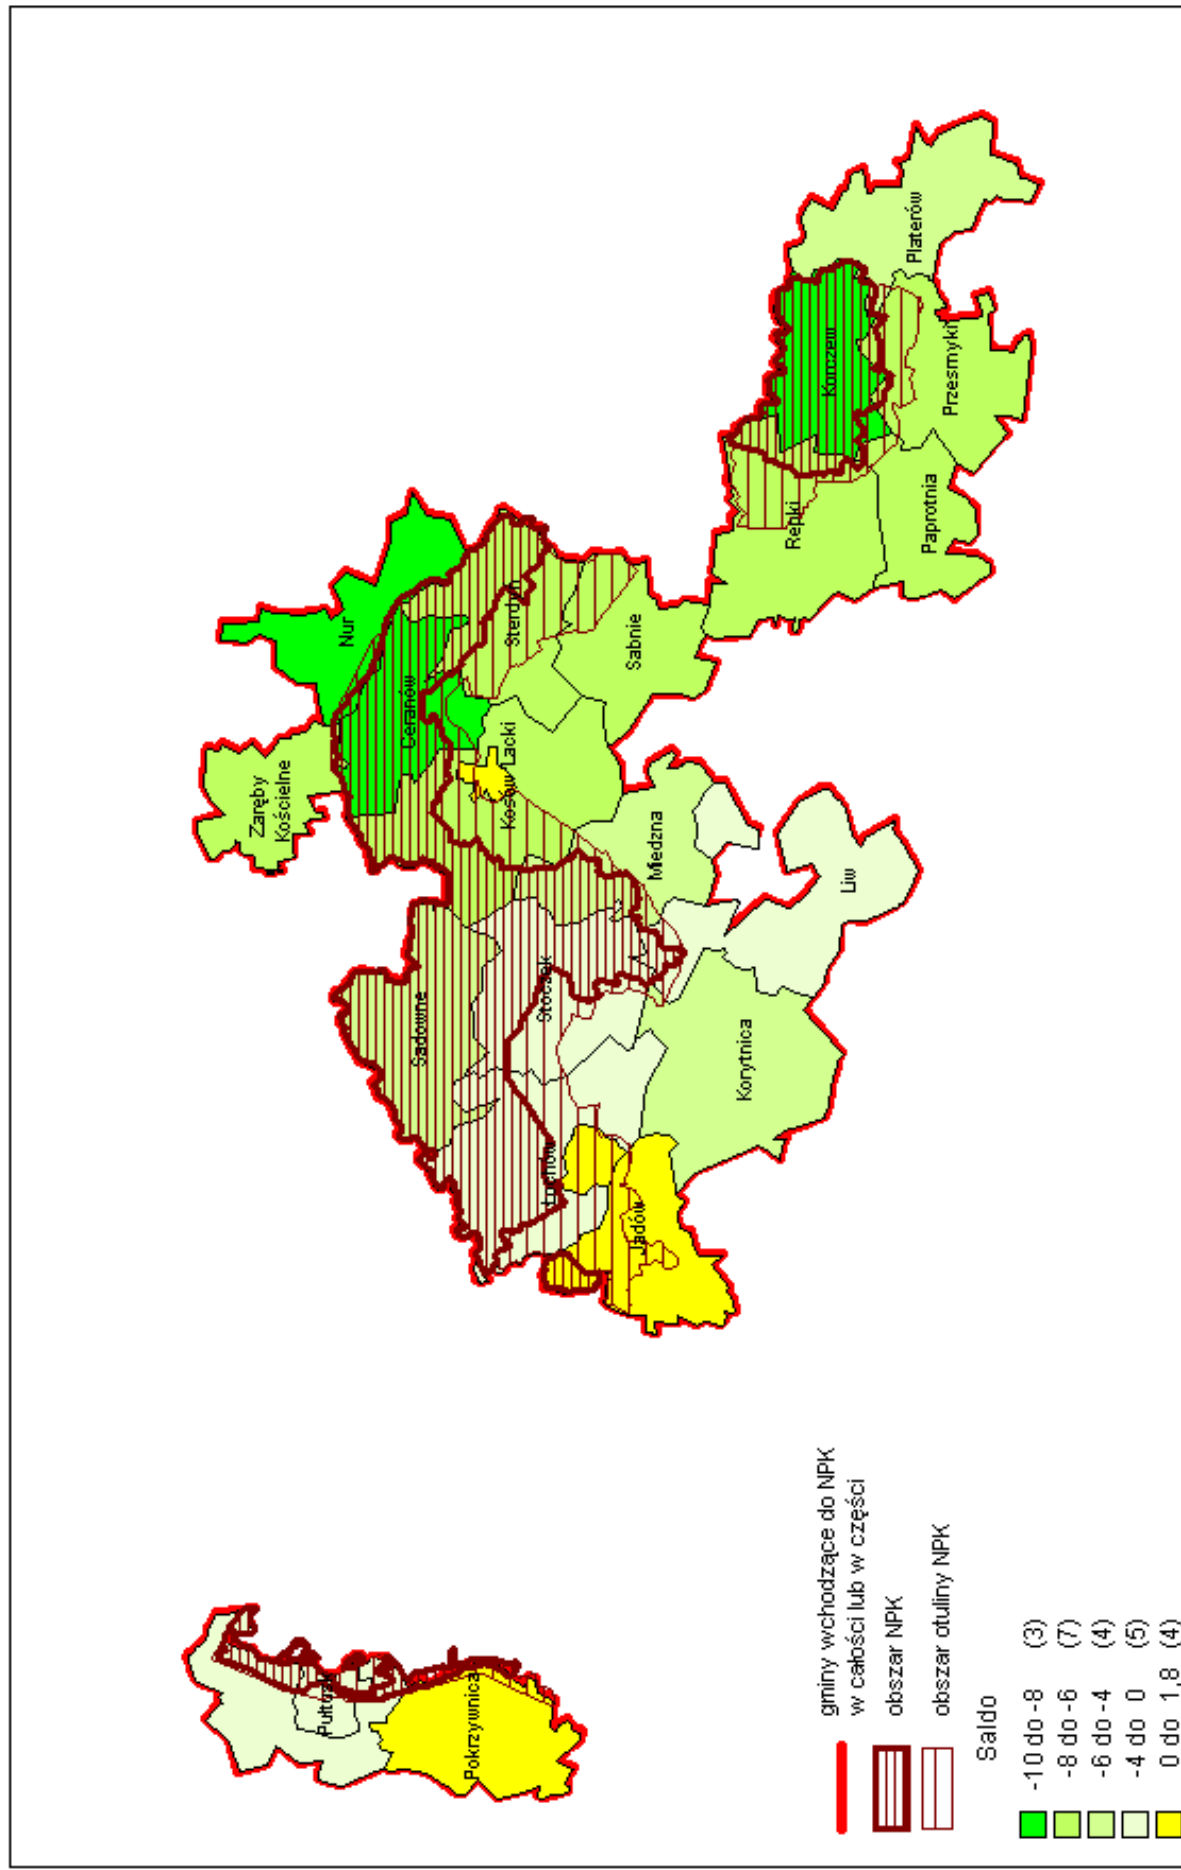 Pułtusk
Pokrzywnica
Zaręby
Kościelne
Nur
Ceranów
Sterdyń
Sadowne
Kosów Lacki
Sabnie
Stoczek
Miedzna
Łochów
Jadów
Korytnica
Liw
Repki
Korczew
Platerów
Przesmyki
Paprotnia
gminy wchodzące do NPK
w całości lub w części
obszar NPK
obszar otuliny NPK
Saldo
-10 do -8 (3)
-8 do -6 (7)
-6 do -4 (4)
-4 do 0 (5)
0 do 1,8 (4)